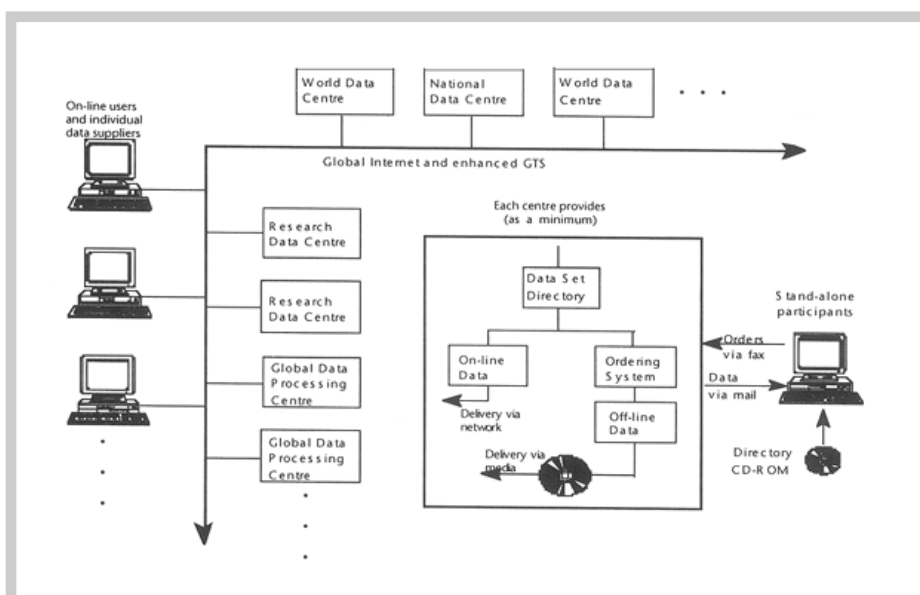 World Data
Centre
National
Data Centre
World Data
Centre
. . .
On-line users
and individual
data suppliers
Global Internet and enhanced GTS
Research
Data Centre
Research
Data Centre
Global Data
Processing
Centre
Global Data
Processing
Centre
Each centre provides
(as a minimum)
Data Set
Directory
On-line
Data
Delivery via
network
Ordering
System
Off-line
Data
Delivery via
media
Stand-alone
participants
Orders
via fax
Data
via mail
Directory
CD-ROM